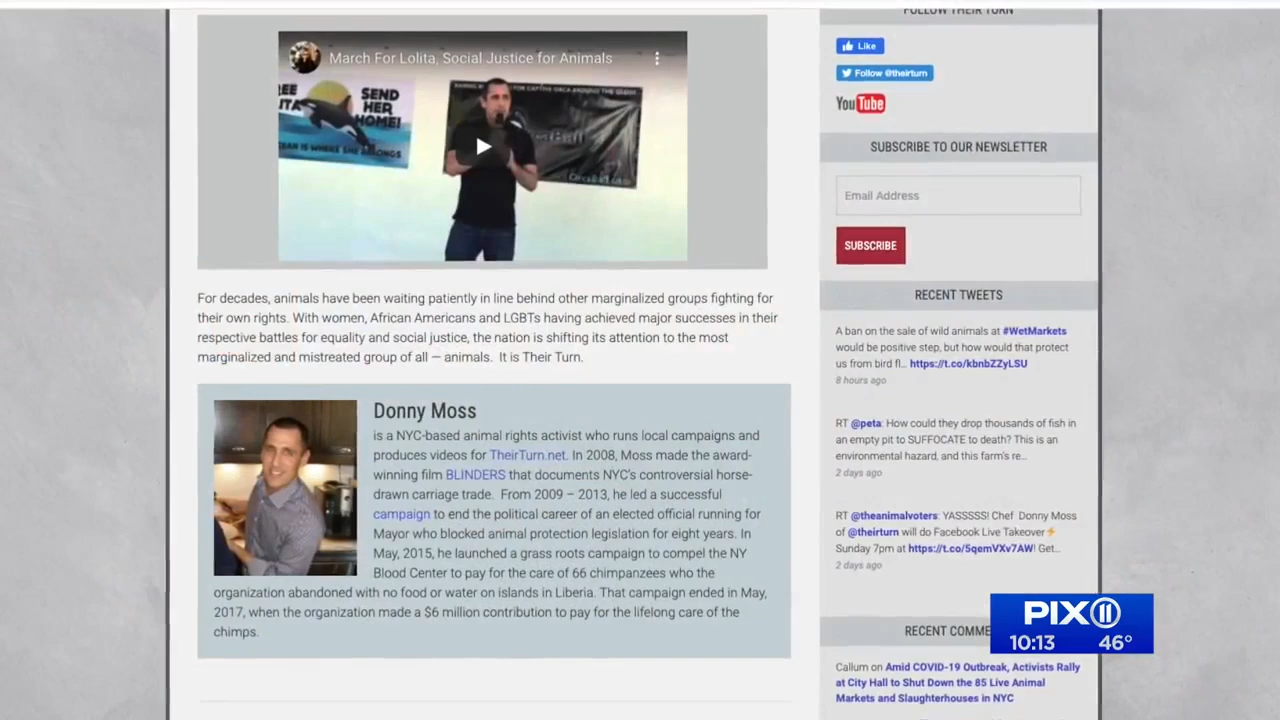 FOLLOW THEIR TURN
March For Lolita, Social Justice for Animals
SEND
HER
HOME!
Like
Follow @theirturn
YouTube
SUBSCRIBE TO OUR NEWSLETTER
Email Address
SUBSCRIBE
For decades, animals have been waiting patiently in line behind other marginalized groups fighting for
their own rights. With women, African Americans and LGBTs having achieved major successes in their
respective battles for equality and social justice, the nation is shifting its attention to the most
marginalized and mistreated group of all — animals. It is Their Turn.
Donny Moss
is a NYC-based animal rights activist who runs local campaigns and
produces videos for TheirTurn.net. In 2008, Moss made the award-
winning film BLINDERS that documents NYC's controversial horse-
drawn carriage trade. From 2009 – 2013, he led a successful
campaign to end the political career of an elected official running for
Mayor who blocked animal protection legislation for eight years. In
May, 2015, he launched a grass roots campaign to compel the NY
Blood Center to pay for the care of 66 chimpanzees who the
organization abandoned with no food or water on islands in Liberia. That campaign ended in May,
2017, when the organization made a $6 million contribution to pay for the lifelong care of the
chimps.
RECENT TWEETS
A ban on the sale of wild animals at #WetMarkets
would be positive step, but how would that protect
us from bird fl... https://t.co/kbnbZZyLSU
8 hours ago
RT @peta: How could they drop thousands of fish in
an empty pit to SUFFOCATE to death? This is an
environmental hazard, and this farm's re...
2 days ago
RT @theanimalvoters: YASSSSS! Chef Donny Moss
of @theirturn will do Facebook Live Takeover⚡
Sunday 7pm at https://t.co/5qemVXv7AW! Get...
2 days ago
RECENT COMME
Callum on Amid COVID-19 Outbreak, Activists Rally
at City Hall to Shut Down the 85 Live Animal
Markets and Slaughterhouses in NYC
PIX11
10:13 46°